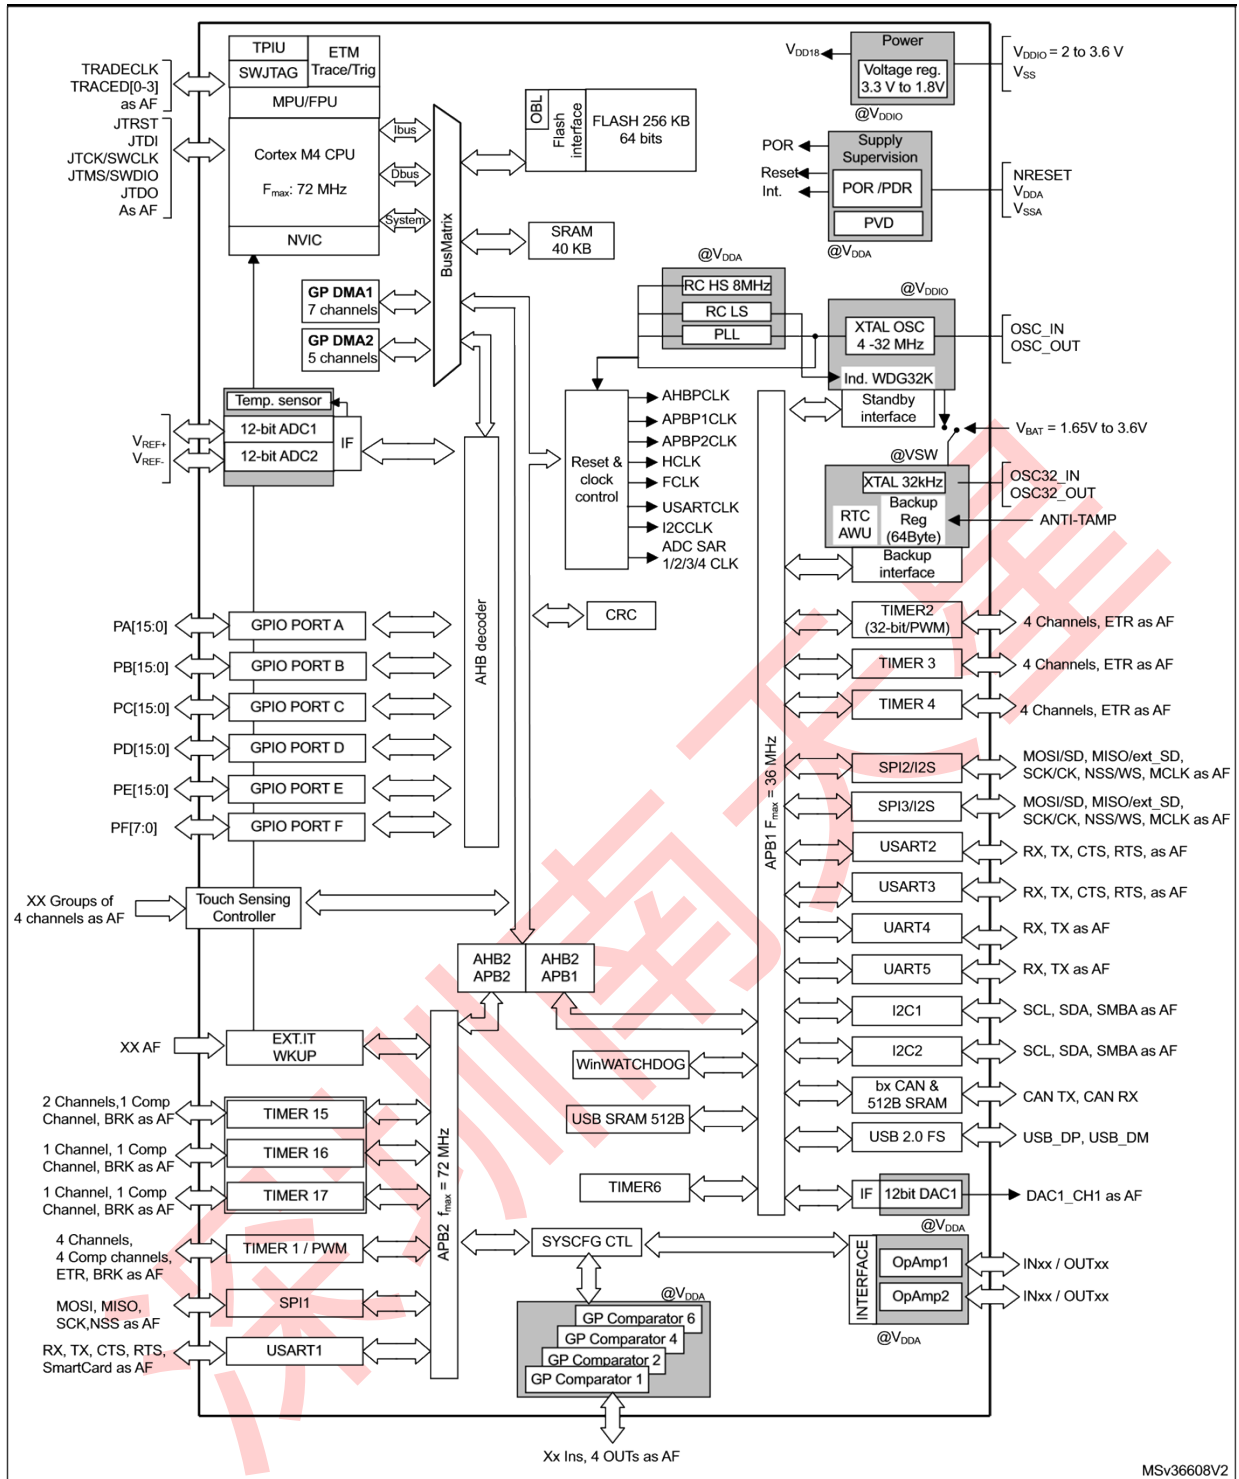 TPIU
ETM
Trace/Trig
SWJTAG
MPU/FPU
Cortex M4 CPU
Fmax: 72 MHz
NVIC
TRADECLK
TRACED[0-3]
as AF
JTRST
JTDI
JTCK/SWCLK
JTMS/SWDIO
JTDO
As AF
Ibus
Dbus
System
BusMatrix
OBL
Flash
interface
FLASH 256 KB
64 bits
SRAM
40 KB
GP DMA1
7 channels
GP DMA2
5 channels
VDD18
Power
Voltage reg.
3.3 V to 1.8V
VDDIO = 2 to 3.6 V
VSS
@VDDIO
POR
Reset
Int.
Supply
Supervision
POR /PDR
PVD
NRESET
VDDA
VSSA
@VDDA
@VDDA
RC HS 8MHz
RC LS
PLL
@VDDIO
XTAL OSC
4 -32 MHz
OSC_IN
OSC_OUT
Ind. WDG32K
Standby
interface
VBAT = 1.65V to 3.6V
@VSW
XTAL 32kHz
OSC32_IN
OSC32_OUT
RTC
AWU
Backup
Reg
(64Byte)
ANTI-TAMP
Backup
interface
Reset &
clock
control
AHBPCLK
APBP1CLK
APBP2CLK
HCLK
FCLK
USARTCLK
I2CCLK
ADC SAR
1/2/3/4 CLK
Temp. sensor
12-bit ADC1
12-bit ADC2
IF
VREF+
VREF-
AHB decoder
CRC
PA[15:0]
GPIO PORT A
PB[15:0]
GPIO PORT B
PC[15:0]
GPIO PORT C
PD[15:0]
GPIO PORT D
PE[15:0]
GPIO PORT E
PF[7:0]
GPIO PORT F
XX Groups of
4 channels as AF
Touch Sensing
Controller
AHB2
APB2
AHB2
APB1
APB1 Fmax = 36 MHz
TIMER2
(32-bit/PWM)
4 Channels, ETR as AF
TIMER 3
4 Channels, ETR as AF
TIMER 4
4 Channels, ETR as AF
SPI2/I2S
MOSI/SD, MISO/ext_SD,
SCK/CK, NSS/WS, MCLK as AF
SPI3/I2S
MOSI/SD, MISO/ext_SD,
SCK/CK, NSS/WS, MCLK as AF
USART2
RX, TX, CTS, RTS, as AF
USART3
RX, TX, CTS, RTS, as AF
UART4
RX, TX as AF
UART5
RX, TX as AF
I2C1
SCL, SDA, SMBA as AF
I2C2
SCL, SDA, SMBA as AF
bx CAN &
512B SRAM
CAN TX, CAN RX
USB 2.0 FS
USB_DP, USB_DM
IF
12bit DAC1
DAC1_CH1 as AF
@VDDA
XX AF
EXT.IT
WKUP
WinWATCHDOG
USB SRAM 512B
TIMER6
2 Channels,1 Comp
Channel, BRK as AF
TIMER 15
1 Channel, 1 Comp
Channel, BRK as AF
TIMER 16
1 Channel, 1 Comp
Channel, BRK as AF
TIMER 17
4 Channels,
4 Comp channels,
ETR, BRK as AF
TIMER 1 / PWM
MOSI, MISO,
SCK,NSS as AF
SPI1
RX, TX, CTS, RTS,
SmartCard as AF
USART1
APB2 fmax = 72 MHz
SYSCFG CTL
INTERFACE
OpAmp1
INxx / OUTxx
OpAmp2
INxx / OUTxx
@VDDA
@VDDA
GP Comparator 6
GP Comparator 4
GP Comparator 2
GP Comparator 1
Xx Ins, 4 OUTs as AF
MSv36608V2
深圳南天星